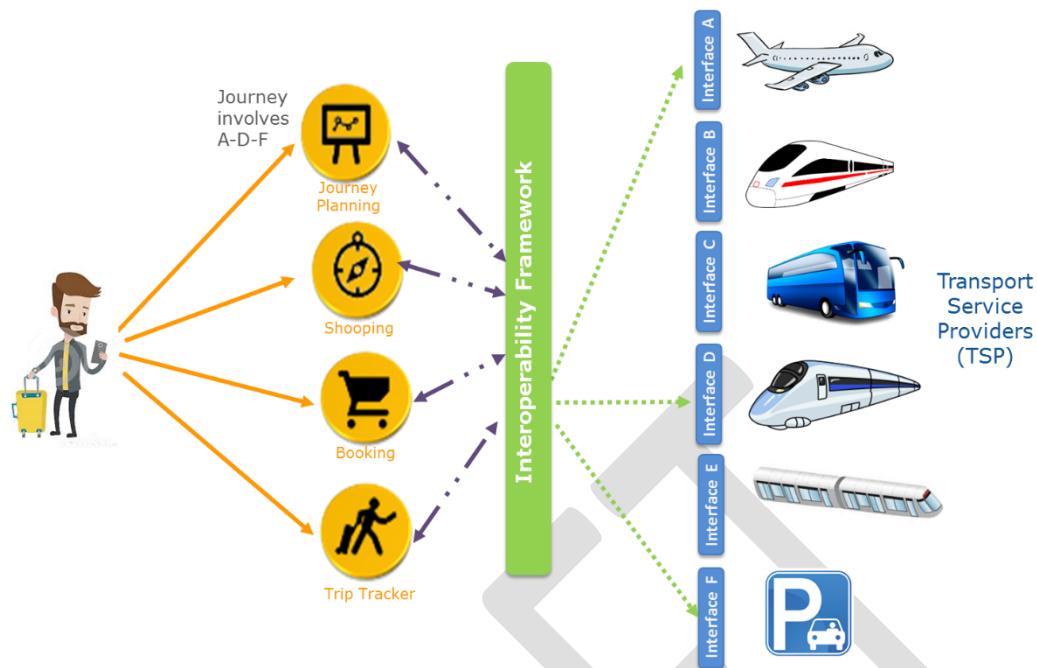 Journey
involves
A-D-F
Journey
Planning
Shooping
Booking
Trip Tracker
Interoperability Framework
Interface A
Interface B
Interface C
Interface D
Interface E
Interface F
P
Transport
Service
Providers
(TSP)